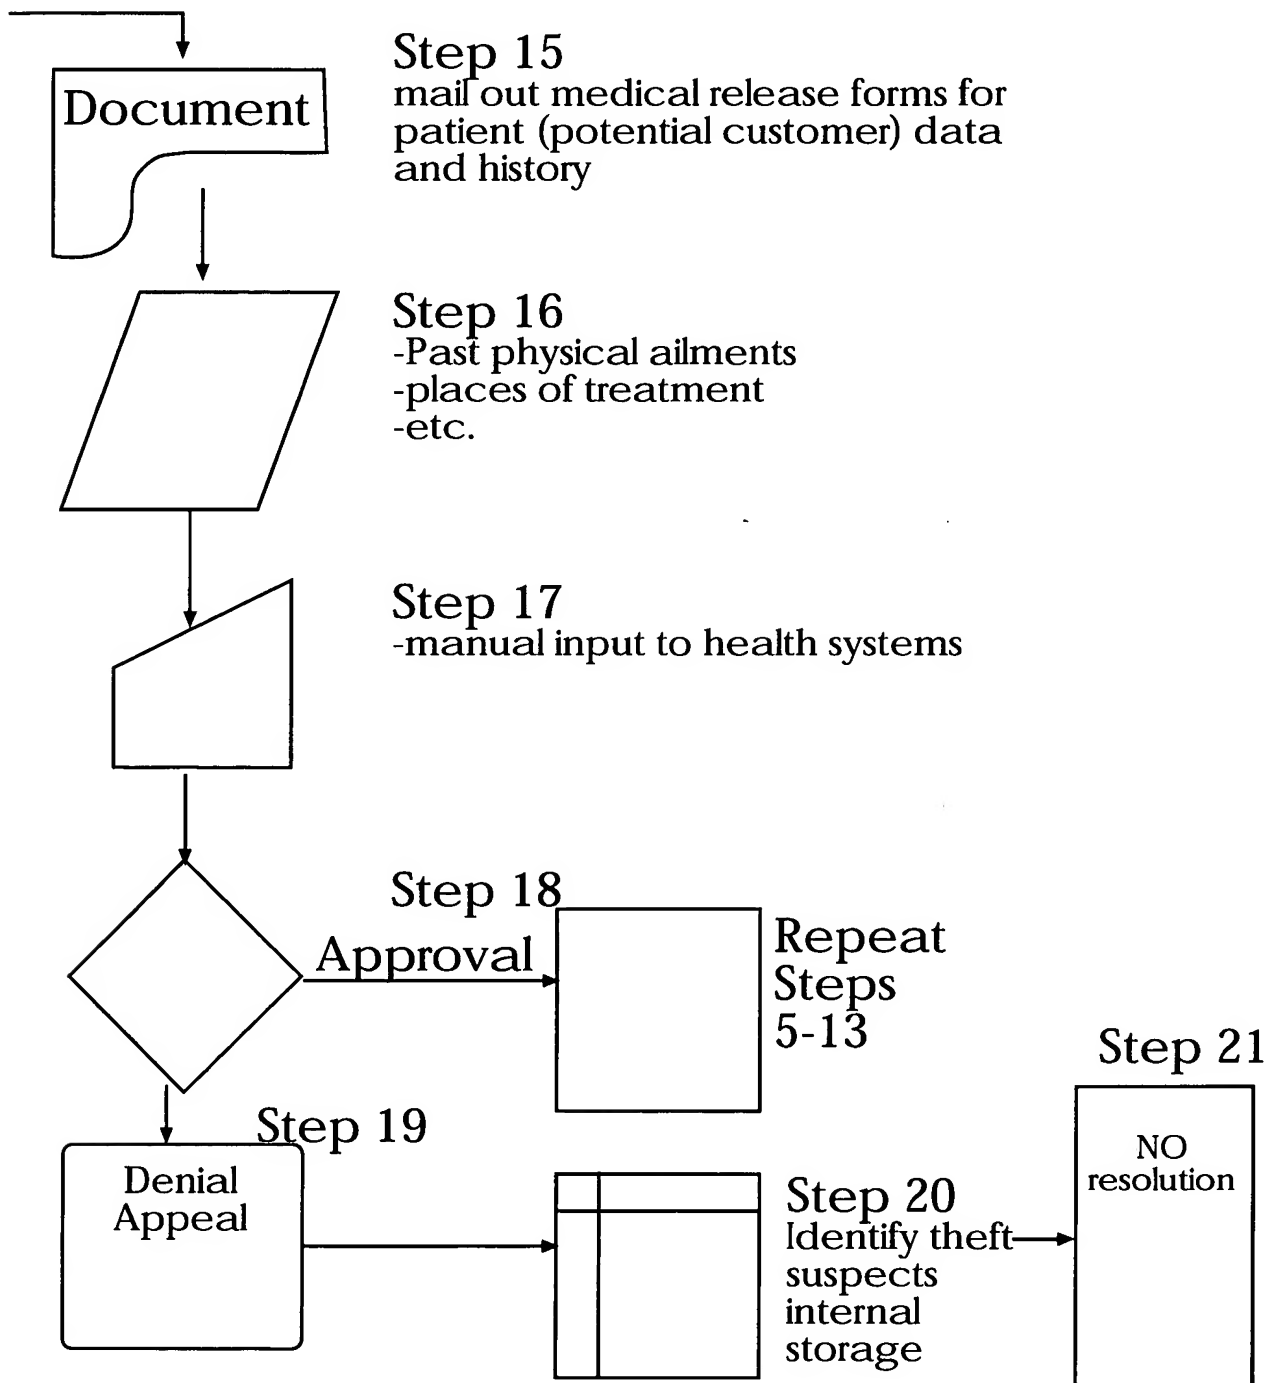 Document
Step 15
mail out medical release forms for
patient (potential customer) data
and history
Step 16
-Past physical ailments
-places of treatment
-etc.
Step 17
-manual input to health systems
Step 18
Approval
Repeat
Steps
5-13
Step 19
Denial
Appeal
Step 20
Identify theft
suspects
internal
storage
Step 21
NO
resolution